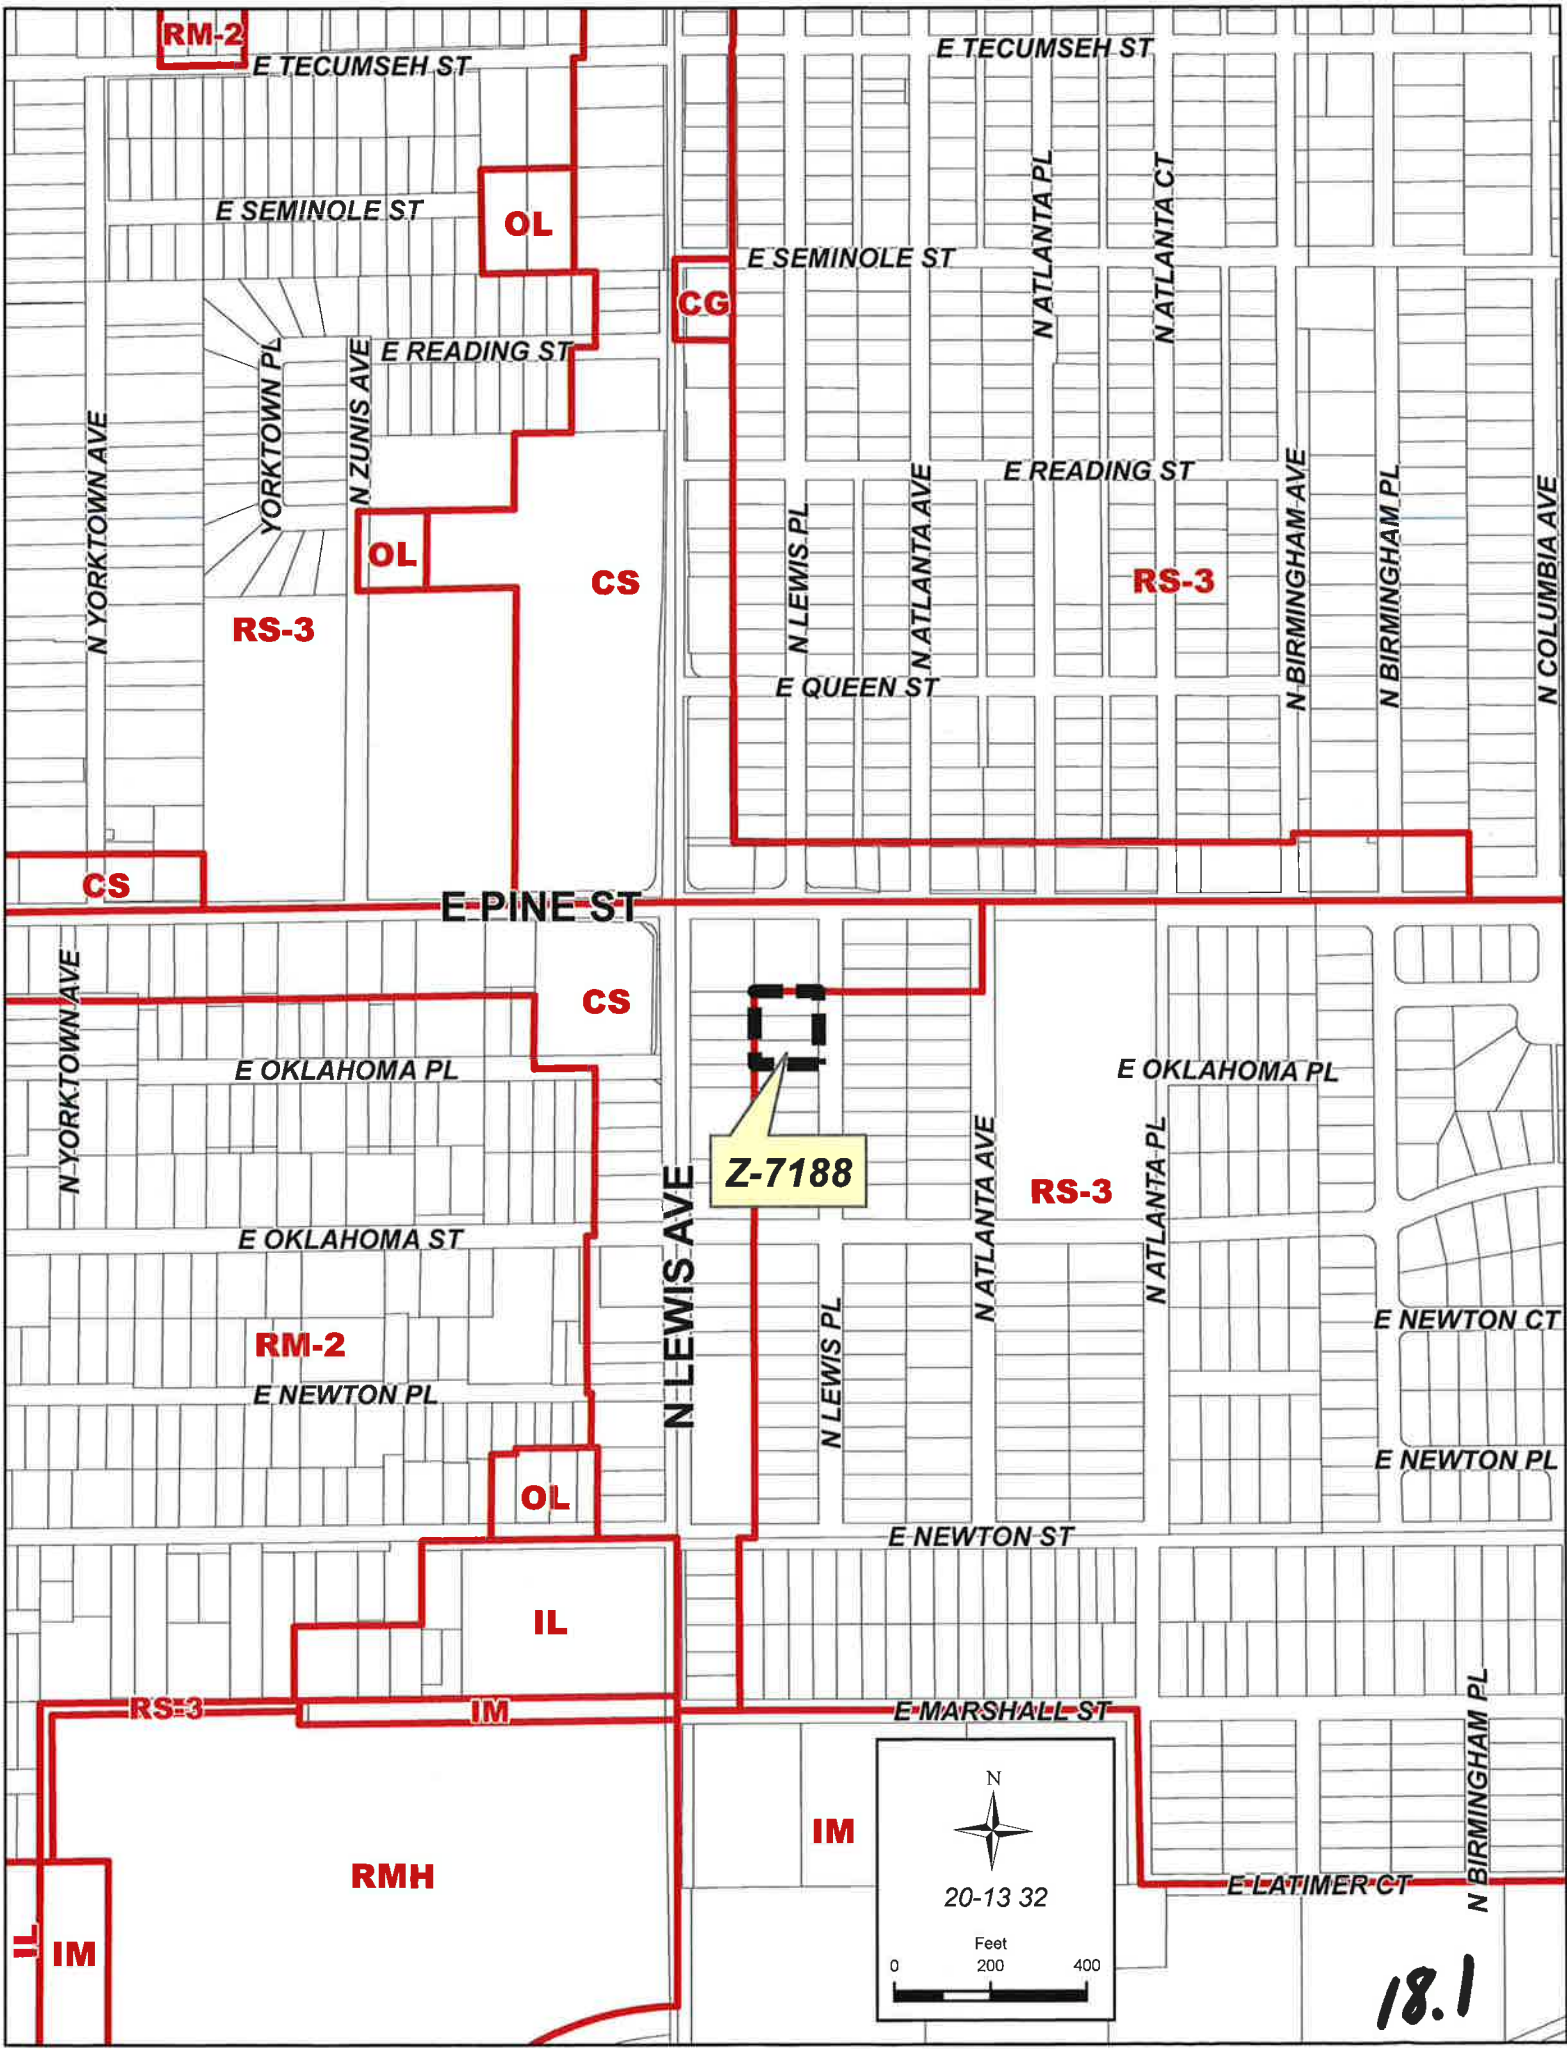 RM-2
E TECUMSEH ST
E TECUMSEH ST
N ATLANTA PL
N ATLANTA CT
E SEMINOLE ST
OL
E SEMINOLE ST
CG
YORKTOWN PL
N ZUNIS AVE
E READING ST
N YORKTOWN AVE
E READING ST
N LEWIS PL
N ATLANTA AVE
N BIRMINGHAM AVE
N BIRMINGHAM PL
N COLUMBIA AVE
OL
CS
RS-3
RS-3
E QUEEN ST
CS
E PINE ST
N YORKTOWN AVE
CS
E OKLAHOMA PL
E OKLAHOMA PL
Z-7188
N LEWIS AVE
N ATLANTA AVE
RS-3
N ATLANTA PL
E OKLAHOMA ST
N LEWIS PL
E NEWTON CT
RM-2
E NEWTON PL
E NEWTON PL
OL
E NEWTON ST
IL
RS-3
IM
E MARSHALL ST
N BIRMINGHAM PL
N
IM
RMH
20-13 32
E LATIMER CT
IL
IM
Feet
0 200 400
18.1